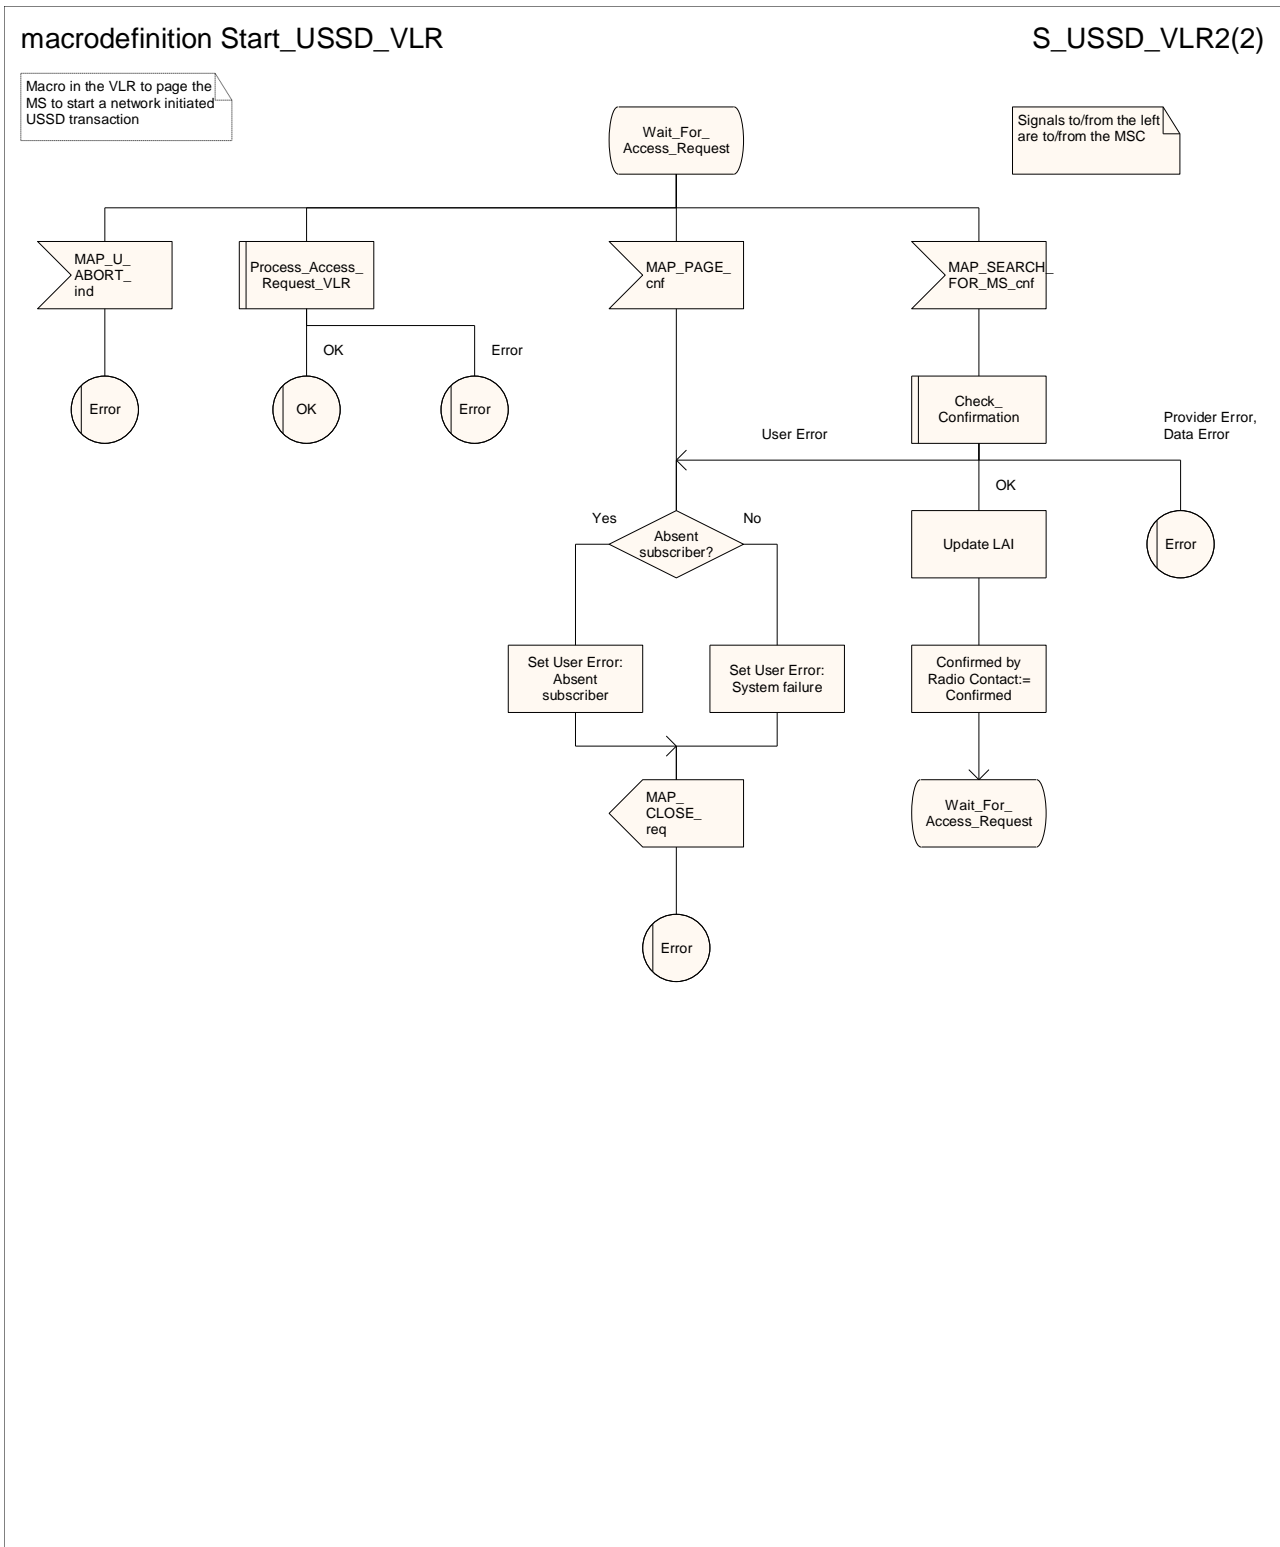 macrodefinition Start_USSD_VLR
S_USSD_VLR2(2)
Macro in the VLR to page the
MS to start a network initiated
USSD transaction
Wait_For_
Access_Request
Signals to/from the left
are to/from the MSC
MAP_U_
ABORT_
ind
Process_Access_
Request_VLR
MAP_PAGE_
cnf
MAP_SEARCH_
FOR_MS_cnf
OK
Error
Error
OK
Error
Check_
Confirmation
User Error
Provider Error,
Data Error
OK
Yes
No
Absent
subscriber?
Update LAI
Error
Set User Error:
Absent
subscriber
Set User Error:
System failure
Confirmed by
Radio Contact:=
Confirmed
MAP_
CLOSE_
req
Wait_For_
Access_Request
Error